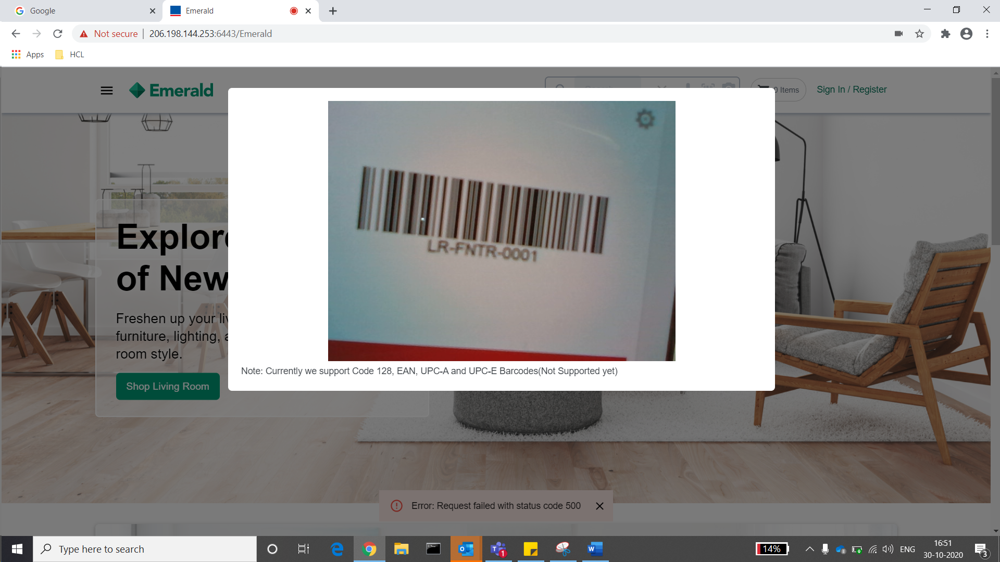 Google
Emerald
Not secure
206.198.144.253:6443/Emerald
Apps
HCL
Emerald
0 Items
Sign In / Register
LR-FNTR-0001
of New
Freshen up your
furniture, lighting,
room style.
Shop Living Room
Note: Currently we support Code 128, EAN, UPC-A and UPC-E Barcodes(Not Supported yet)
Error: Request failed with status code 500
Type here to search
14%
ENG
16:51
30-10-2020
3